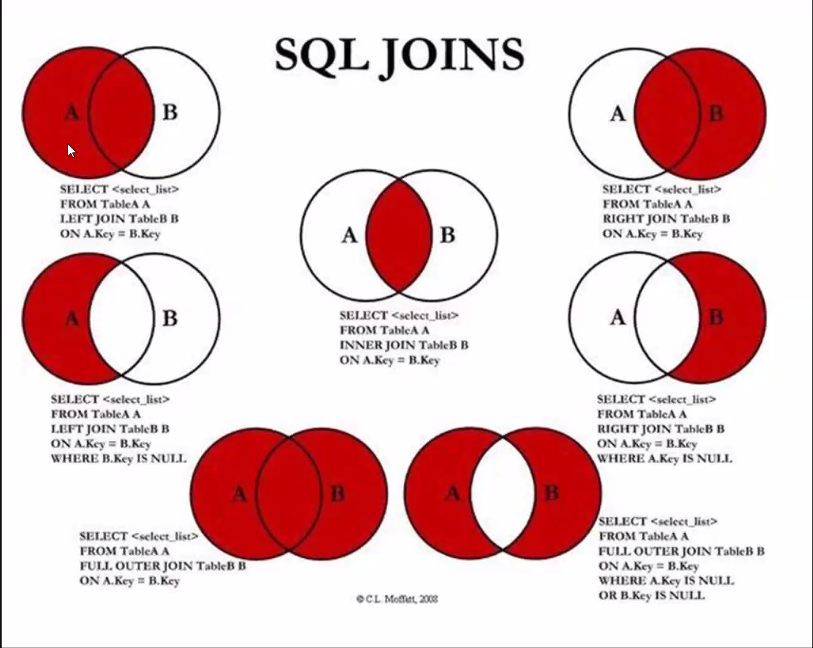 SQL JOINS
A B
SELECT <select_list>
FROM TableA A
LEFT JOIN TableB B
ON A.Key = B.Key
A B
SELECT <select_list>
FROM TableA A
RIGHT JOIN TableB B
ON A.Key = B.Key
A B
SELECT <select_list>
FROM TableA A
INNER JOIN TableB B
ON A.Key = B.Key
A B
SELECT <select_list>
FROM TableA A
LEFT JOIN TableB B
ON A.Key = B.Key
WHERE B.Key IS NULL
A B
SELECT <select_list>
FROM TableA A
RIGHT JOIN TableB B
ON A.Key = B.Key
WHERE A.Key IS NULL
A B
SELECT <select_list>
FROM TableA A
FULL OUTER JOIN TableB B
ON A.Key = B.Key
A B
SELECT <select_list>
FROM TableA A
FULL OUTER JOIN TableB B
ON A.Key = B.Key
WHERE A.Key IS NULL
OR B.Key IS NULL
© C.L. Moffatt, 2008